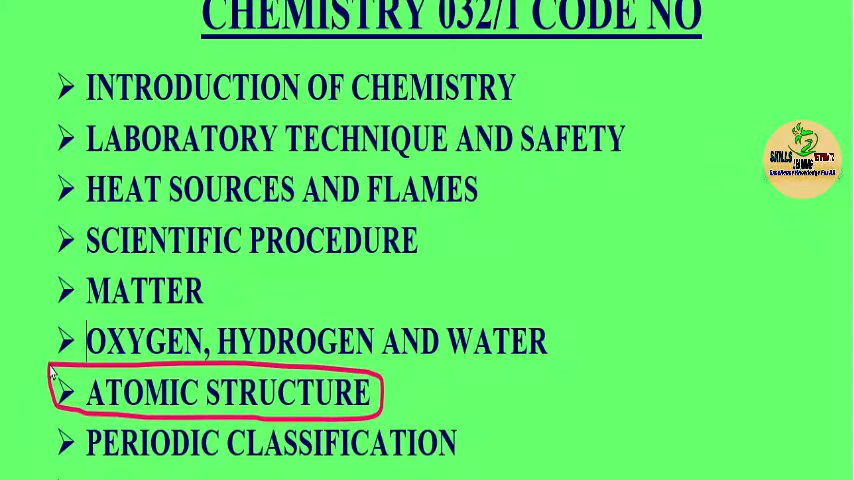 CHEMISTRY 032/1 CODE NO
INTRODUCTION OF CHEMISTRY
LABORATORY TECHNIQUE AND SAFETY
HEAT SOURCES AND FLAMES
SCIENTIFIC PROCEDURE
MATTER
OXYGEN, HYDROGEN AND WATER
ATOMIC STRUCTURE
PERIODIC CLASSIFICATION
SKILLS